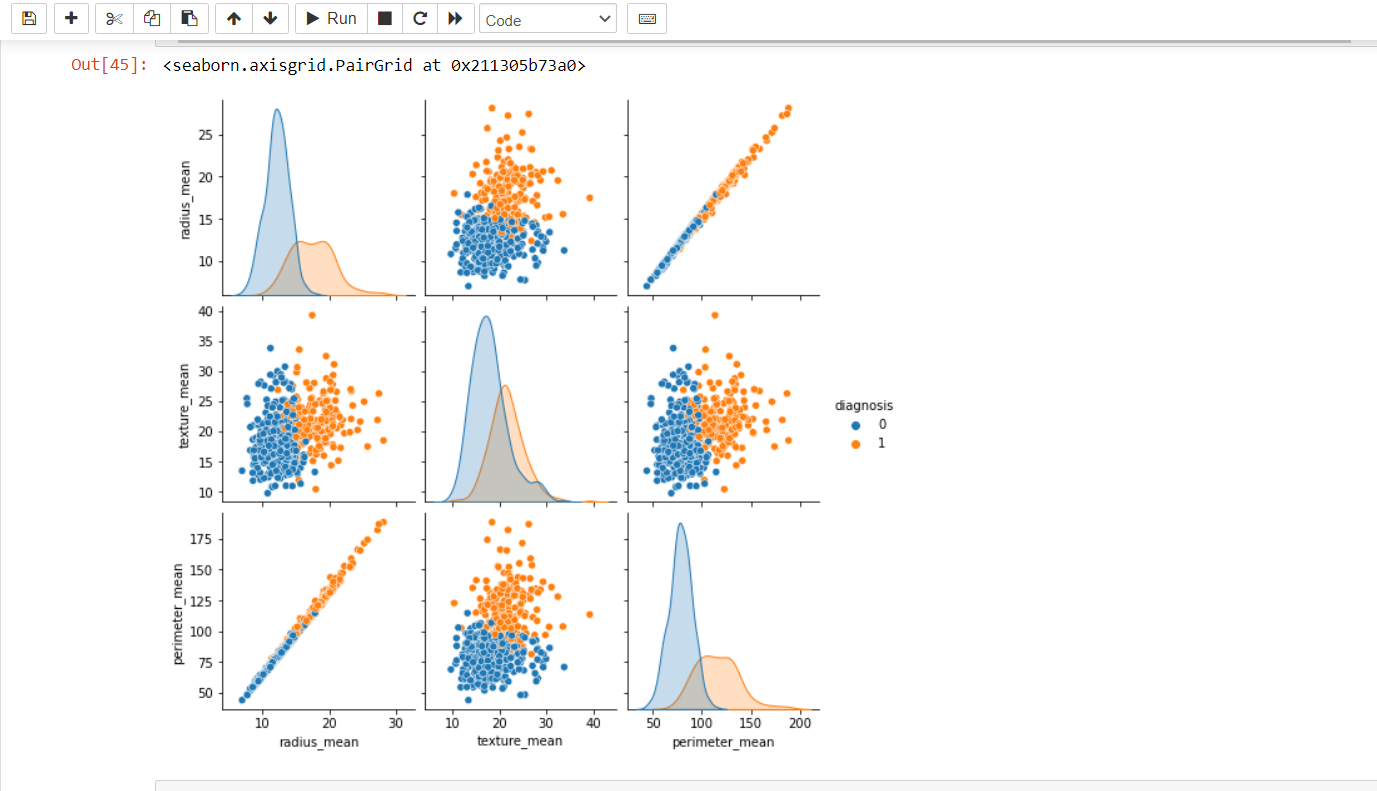 Run
Code
Out[45]: <seaborn.axisgrid.PairGrid at 0x211305b73a0>
radius_mean
25
20
15
10
texture_mean
40
35
30
25
20
15
10
diagnosis
0
1
perimeter_mean
175
150
125
100
75
50
10 20 30
10 20 30 40
50 100 150 200
radius_mean texture_mean perimeter_mean